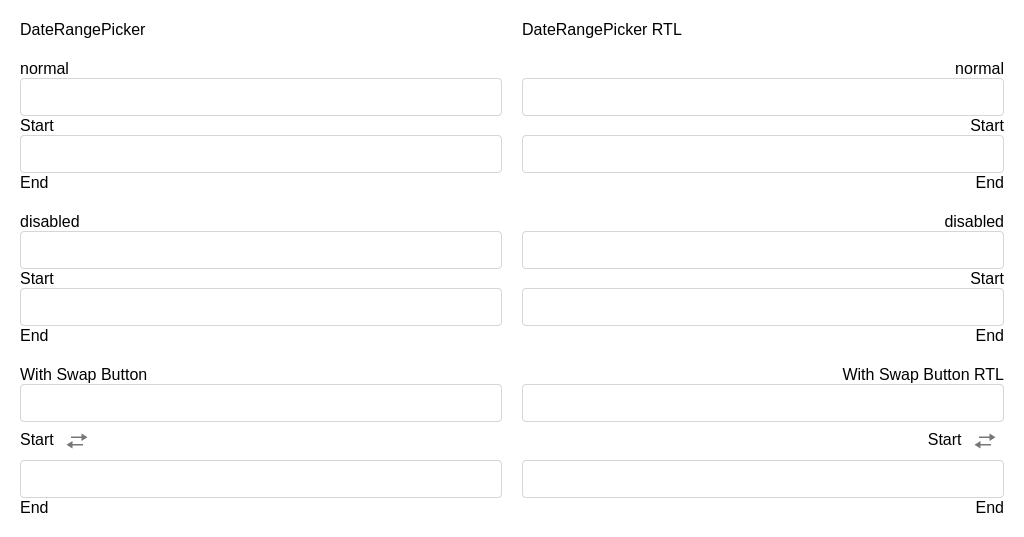 DateRangePicker
normal
Start
End
disabled
Start
End
With Swap Button
Start
End
DateRangePicker RTL
normal
Start
End
disabled
Start
End
With Swap Button RTL
Start
End